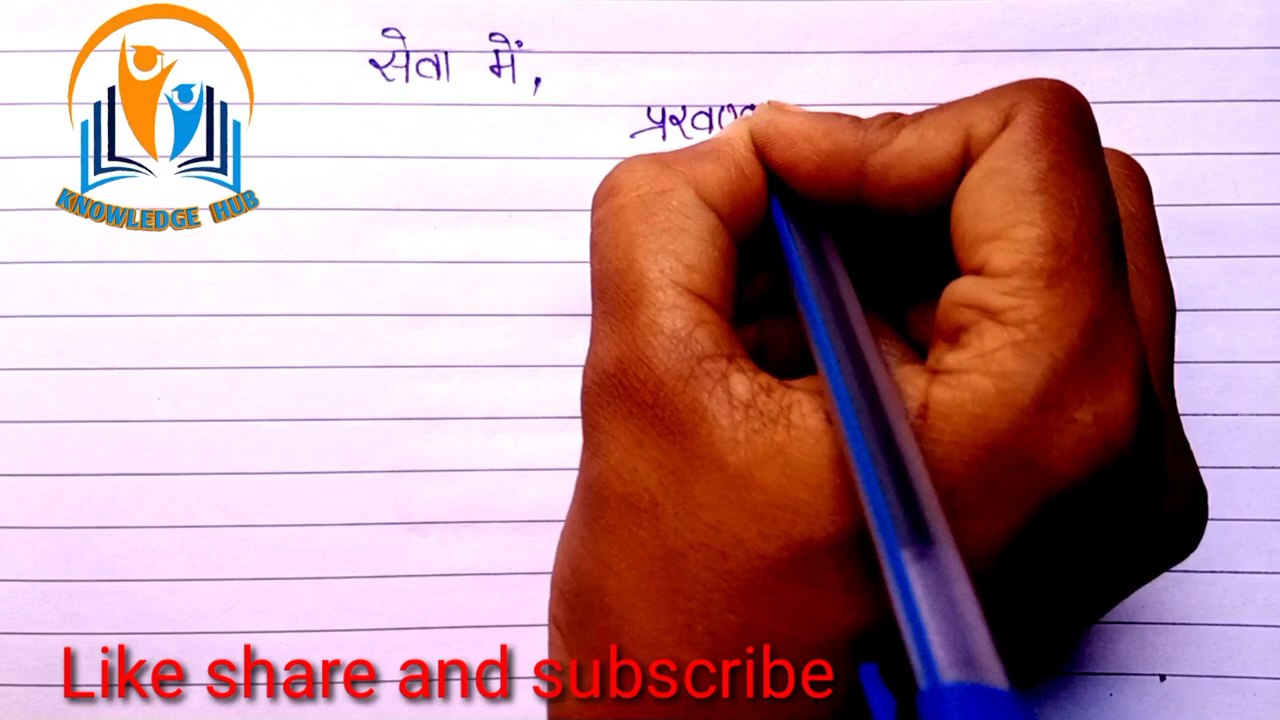 सेवा में,
KNOWLEDGE HUB
Like share and subscribe